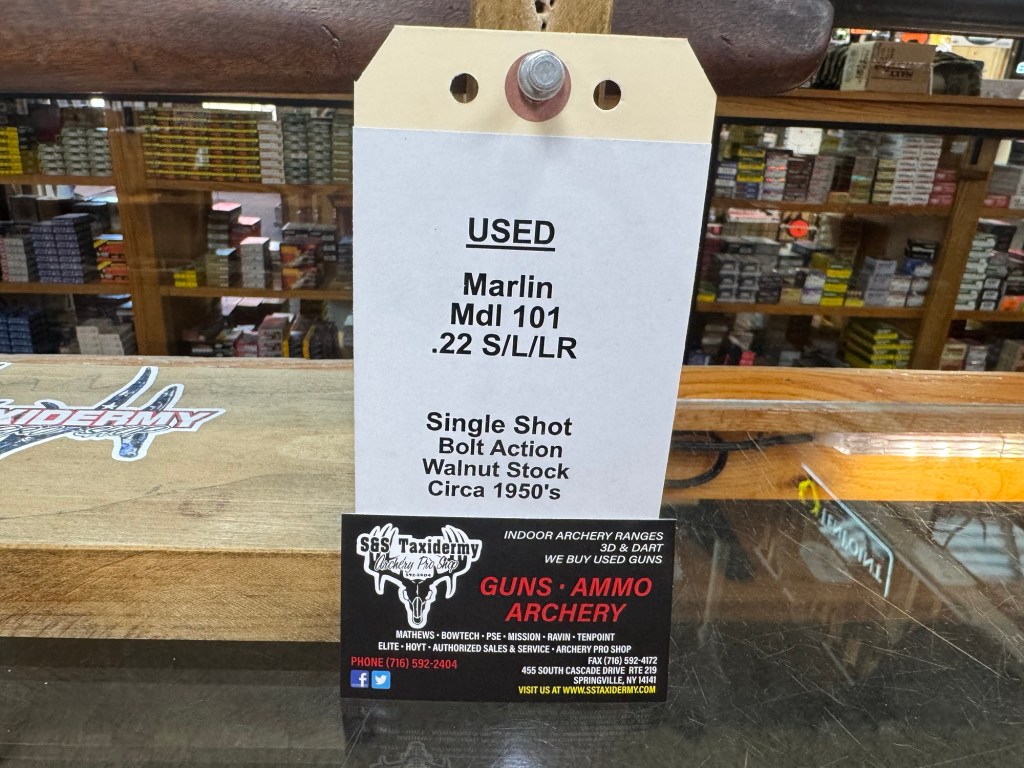 USED
Marlin
Mdl 101
.22 S/L/LR
Single Shot
Bolt Action
Walnut Stock
Circa 1950's
XIDERMY
S&S Taxidermy
Archery Pro Shop
592-2404
INDOOR ARCHERY RANGES
3D & DART
WE BUY USED GUNS
GUNS · AMMO
ARCHERY
MATHEWS · BOWTECH · PSE · MISSION · RAVIN · TENPOINT
ELITE · HOYT · AUTHORIZED SALES & SERVICE · ARCHERY PRO SHOP
PHONE (716) 592-2404
FAX (716) 592-4172
455 SOUTH CASCADE DRIVE RTE 219
SPRINGVILLE, NY 14141
VISIT US AT WWW.SSTAXIDERMY.COM